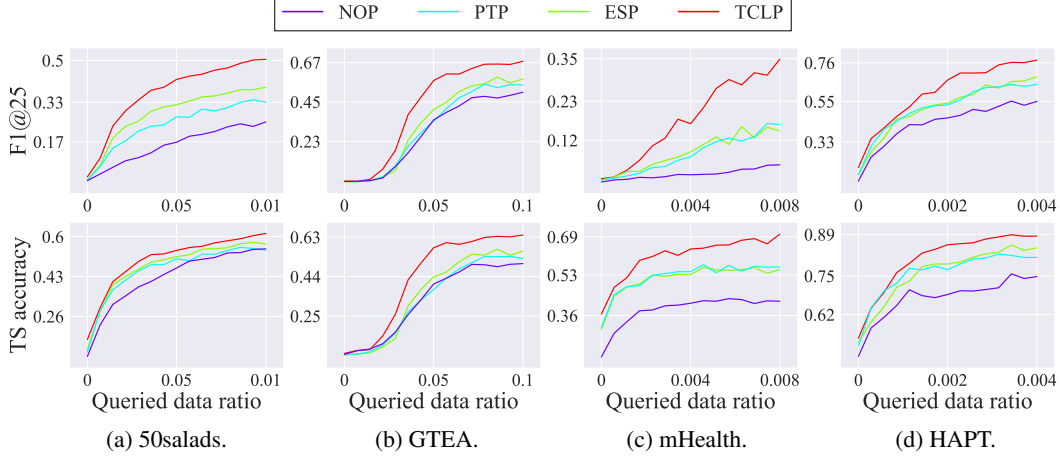 NOP PTP ESP TCLP
F1@25
0.5
0.33
0.17
0 0.05 0.01
0.67
0.45
0.23
0 0.05 0.1
0.35
0.23
0.12
0 0.004 0.008
0.76
0.55
0.33
0 0.002 0.004
TS accuracy
0.6
0.43
0.26
0 0.05 0.01
0.63
0.44
0.25
0 0.05 0.1
0.69
0.53
0.36
0 0.004 0.008
0.89
0.75
0.62
0 0.002 0.004
Queried data ratio Queried data ratio Queried data ratio Queried data ratio
(a) 50salads. (b) GTEA. (c) mHealth. (d) HAPT.